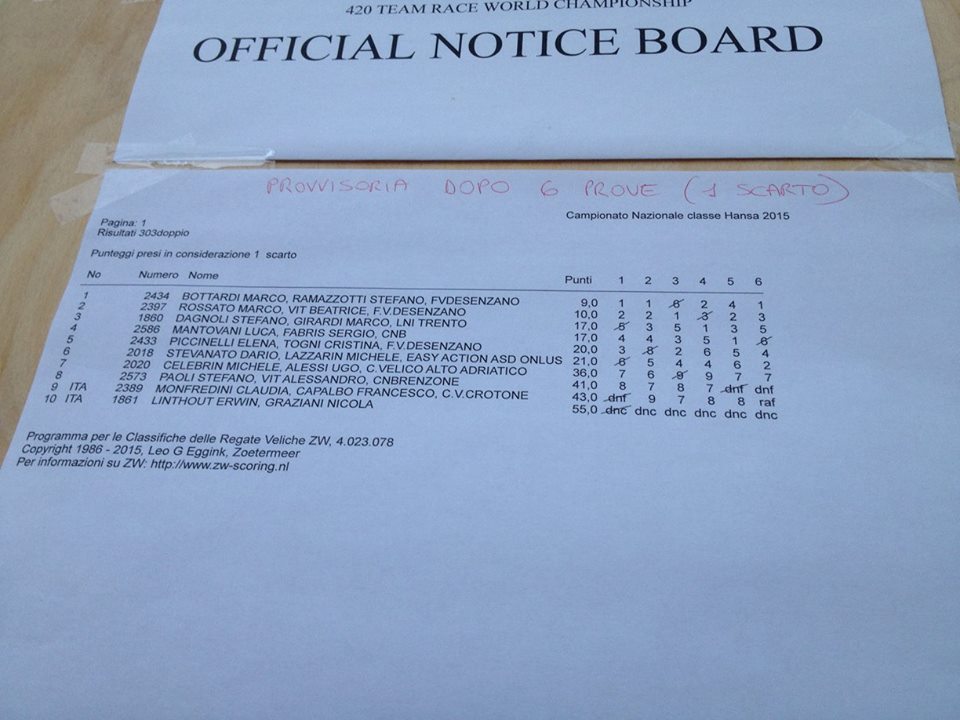 420 TEAM RACE WORLD CHAMPIONSHIP
OFFICIAL NOTICE BOARD
PROVVISORIA DOPO 6 PROVE (1 SCARTO)
Campionato Nazionale classe Hansa 2015
Pagina: 1
Risultati 303doppio
Punteggi presi in considerazione 1 scarto
No Numero Nome Punti 1 2 3 4 5 6
1 2434 BOTTARDI MARCO, RAMAZZOTTI STEFANO, FVDESENZANO 9,0 1 1 6 2 4 1
2 2397 ROSSATO MARCO, VIT BEATRICE, F.V.DESENZANO 10,0 2 2 1 3 2 3
3 1860 DAGNOLI STEFANO, GIRARDI MARCO, LNI TRENTO 17,0 5 3 5 1 3 5
4 2586 MANTOVANI LUCA, FABRIS SERGIO, CNB 17,0 4 4 3 5 1 6
5 2433 PICCINELLI ELENA, TOGNI CRISTINA, F.V.DESENZANO 20,0 3 8 2 6 5 4
6 2018 STEVANATO DARIO, LAZZARIN MICHELE, EASY ACTION ASD ONLUS 21,0 6 5 4 4 6 2
7 2020 CELEBRIN MICHELE, ALESSI UGO, C.VELICO ALTO ADRIATICO 36,0 7 6 9 9 7 7
8 2573 PAOLI STEFANO, VIT ALESSANDRO, CNBRENZONE 41,0 8 7 8 7 dnf dnf
9 ITA 2389 MONFREDINI CLAUDIA, CAPALBO FRANCESCO, C.V.CROTONE 43,0 dnf 9 7 8 8 raf
10 ITA 1861 LINTHOUT ERWIN, GRAZIANI NICOLA 55,0 dnc dnc dnc dnc dnc dnc
Programma per le Classifiche delle Regate Veliche ZW, 4.023.078
Copyright 1986 - 2015, Leo G Eggink, Zoetermeer
Per informazioni su ZW: http://www.zw-scoring.nl